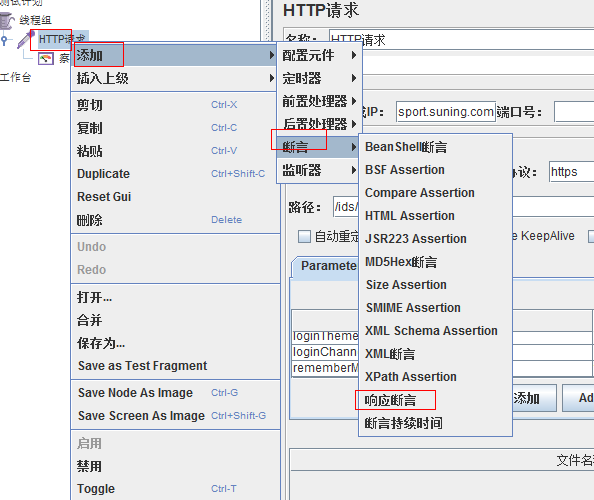 测试计划
线程组
HTTP请求
工作台
添加
插入上级
剪切 Ctrl-X
复制 Ctrl-C
粘贴 Ctrl-V
Duplicate Ctrl+Shift-C
Reset Gui
删除 Delete
Undo
Redo
打开...
合并
保存为...
Save as Test Fragment
Save Node As Image Ctrl-G
Save Screen As Image Ctrl+Shift-G
启用
禁用
Toggle Ctrl-T
配置元件
定时器
前置处理器
后置处理器
断言
监听器
BeanShell断言
BSF Assertion
Compare Assertion
HTML Assertion
JSR223 Assertion
MD5Hex断言
Size Assertion
SMIME Assertion
XML Schema Assertion
XML断言
XPath Assertion
响应断言
断言持续时间
HTTP请求
名称: HTTP请求
IP: sport.suning.com 端口号:
协议: https
路径: /ids/
自动重定
KeepAlive
Paramete
loginTheme
loginChann
rememberM
添加
Ad
文件名